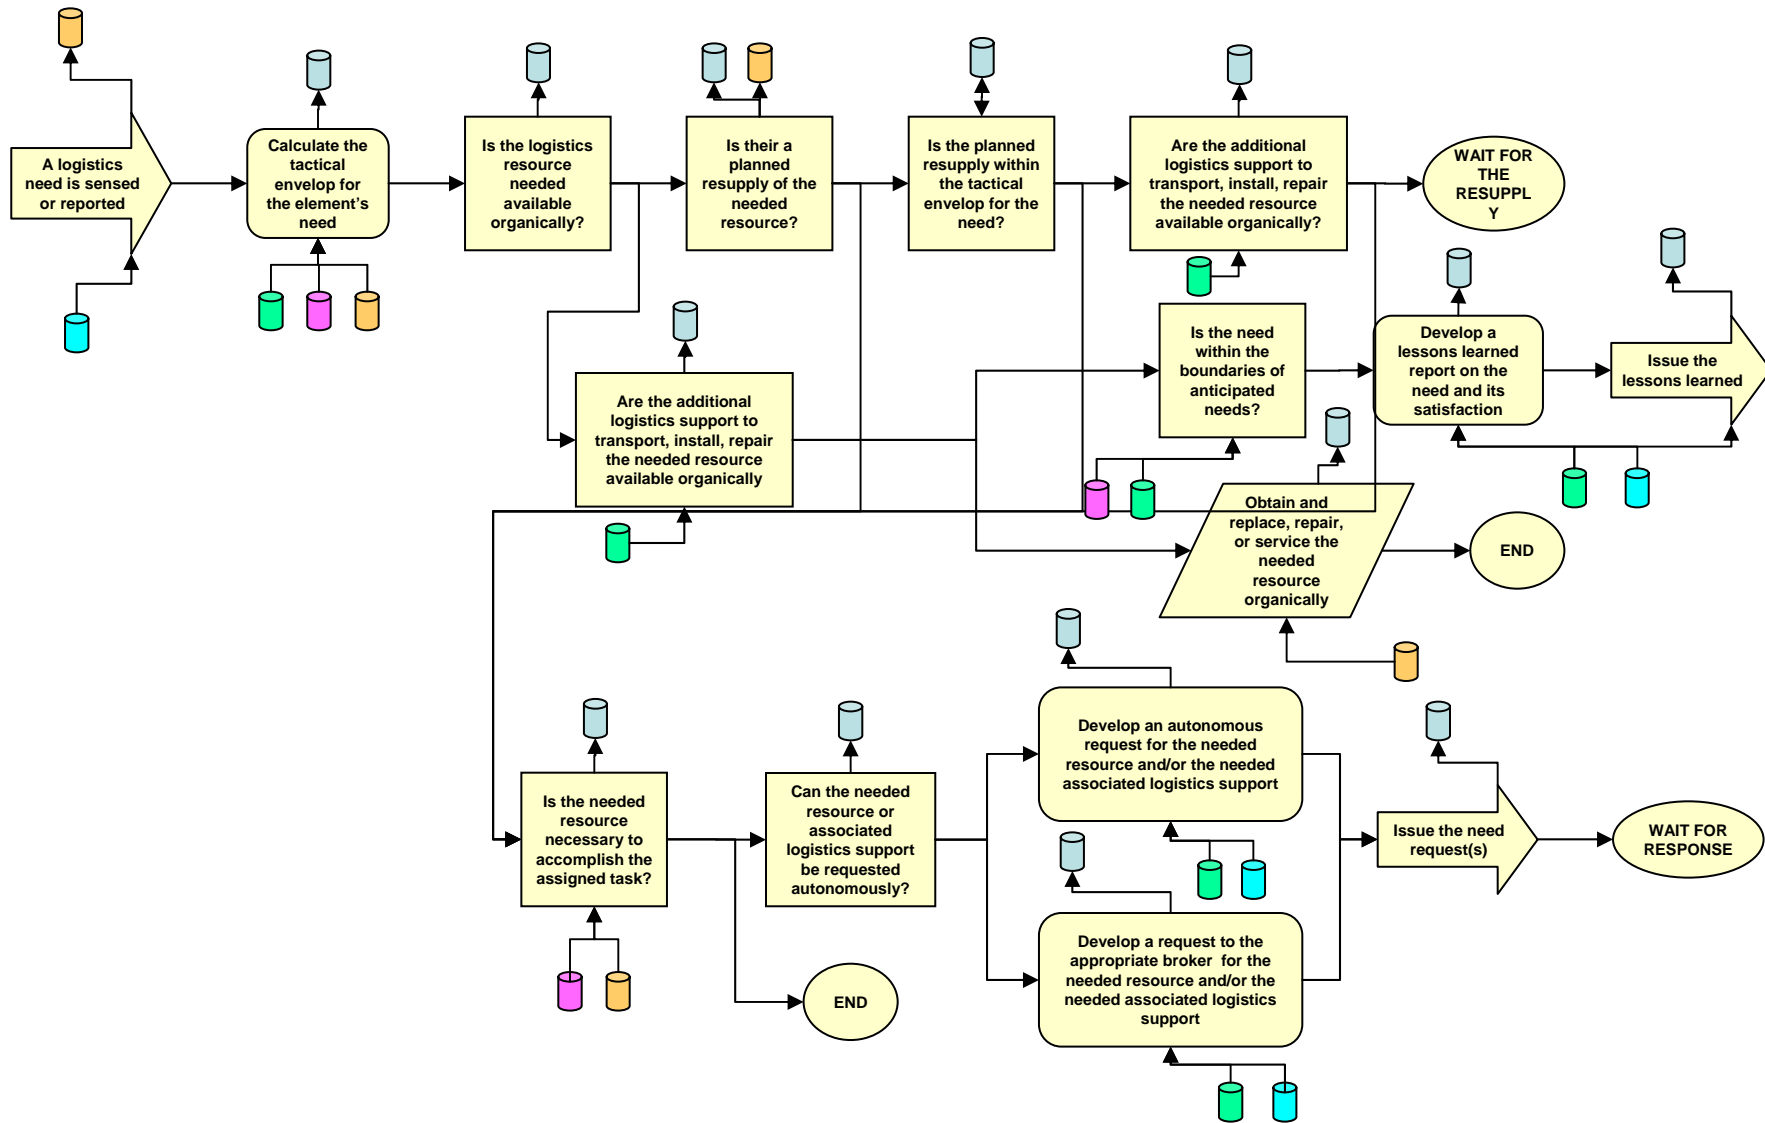 A logistics
need is sensed
or reported
Calculate the
tactical
envelop for
the element's
need
Is the logistics
resource
needed
available
organically?
Is their a
planned
resupply of the
needed
resource?
Is the planned
resupply within
the tactical
envelop for the
need?
Are the additional
logistics support to
transport, install, repair
the needed resource
available organically?
WAIT FOR
THE
RESUPPL
Y
Are the additional
logistics support to
transport, install, repair
the needed resource
available organically
Is the need
within the
boundaries of
anticipated
needs?
Develop a
lessons learned
report on the
need and its
satisfaction
Issue the
lessons learned
Obtain and
replace, repair,
or service the
needed
resource
organically
END
Is the needed
resource
necessary to
accomplish the
assigned task?
Can the needed
resource or
associated
logistics support
be requested
autonomously?
Develop an autonomous
request for the needed
resource and/or the needed
associated logistics support
Issue the need
request(s)
WAIT FOR
RESPONSE
END
Develop a request to the
appropriate broker  for the
needed resource and/or the
needed associated logistics
support